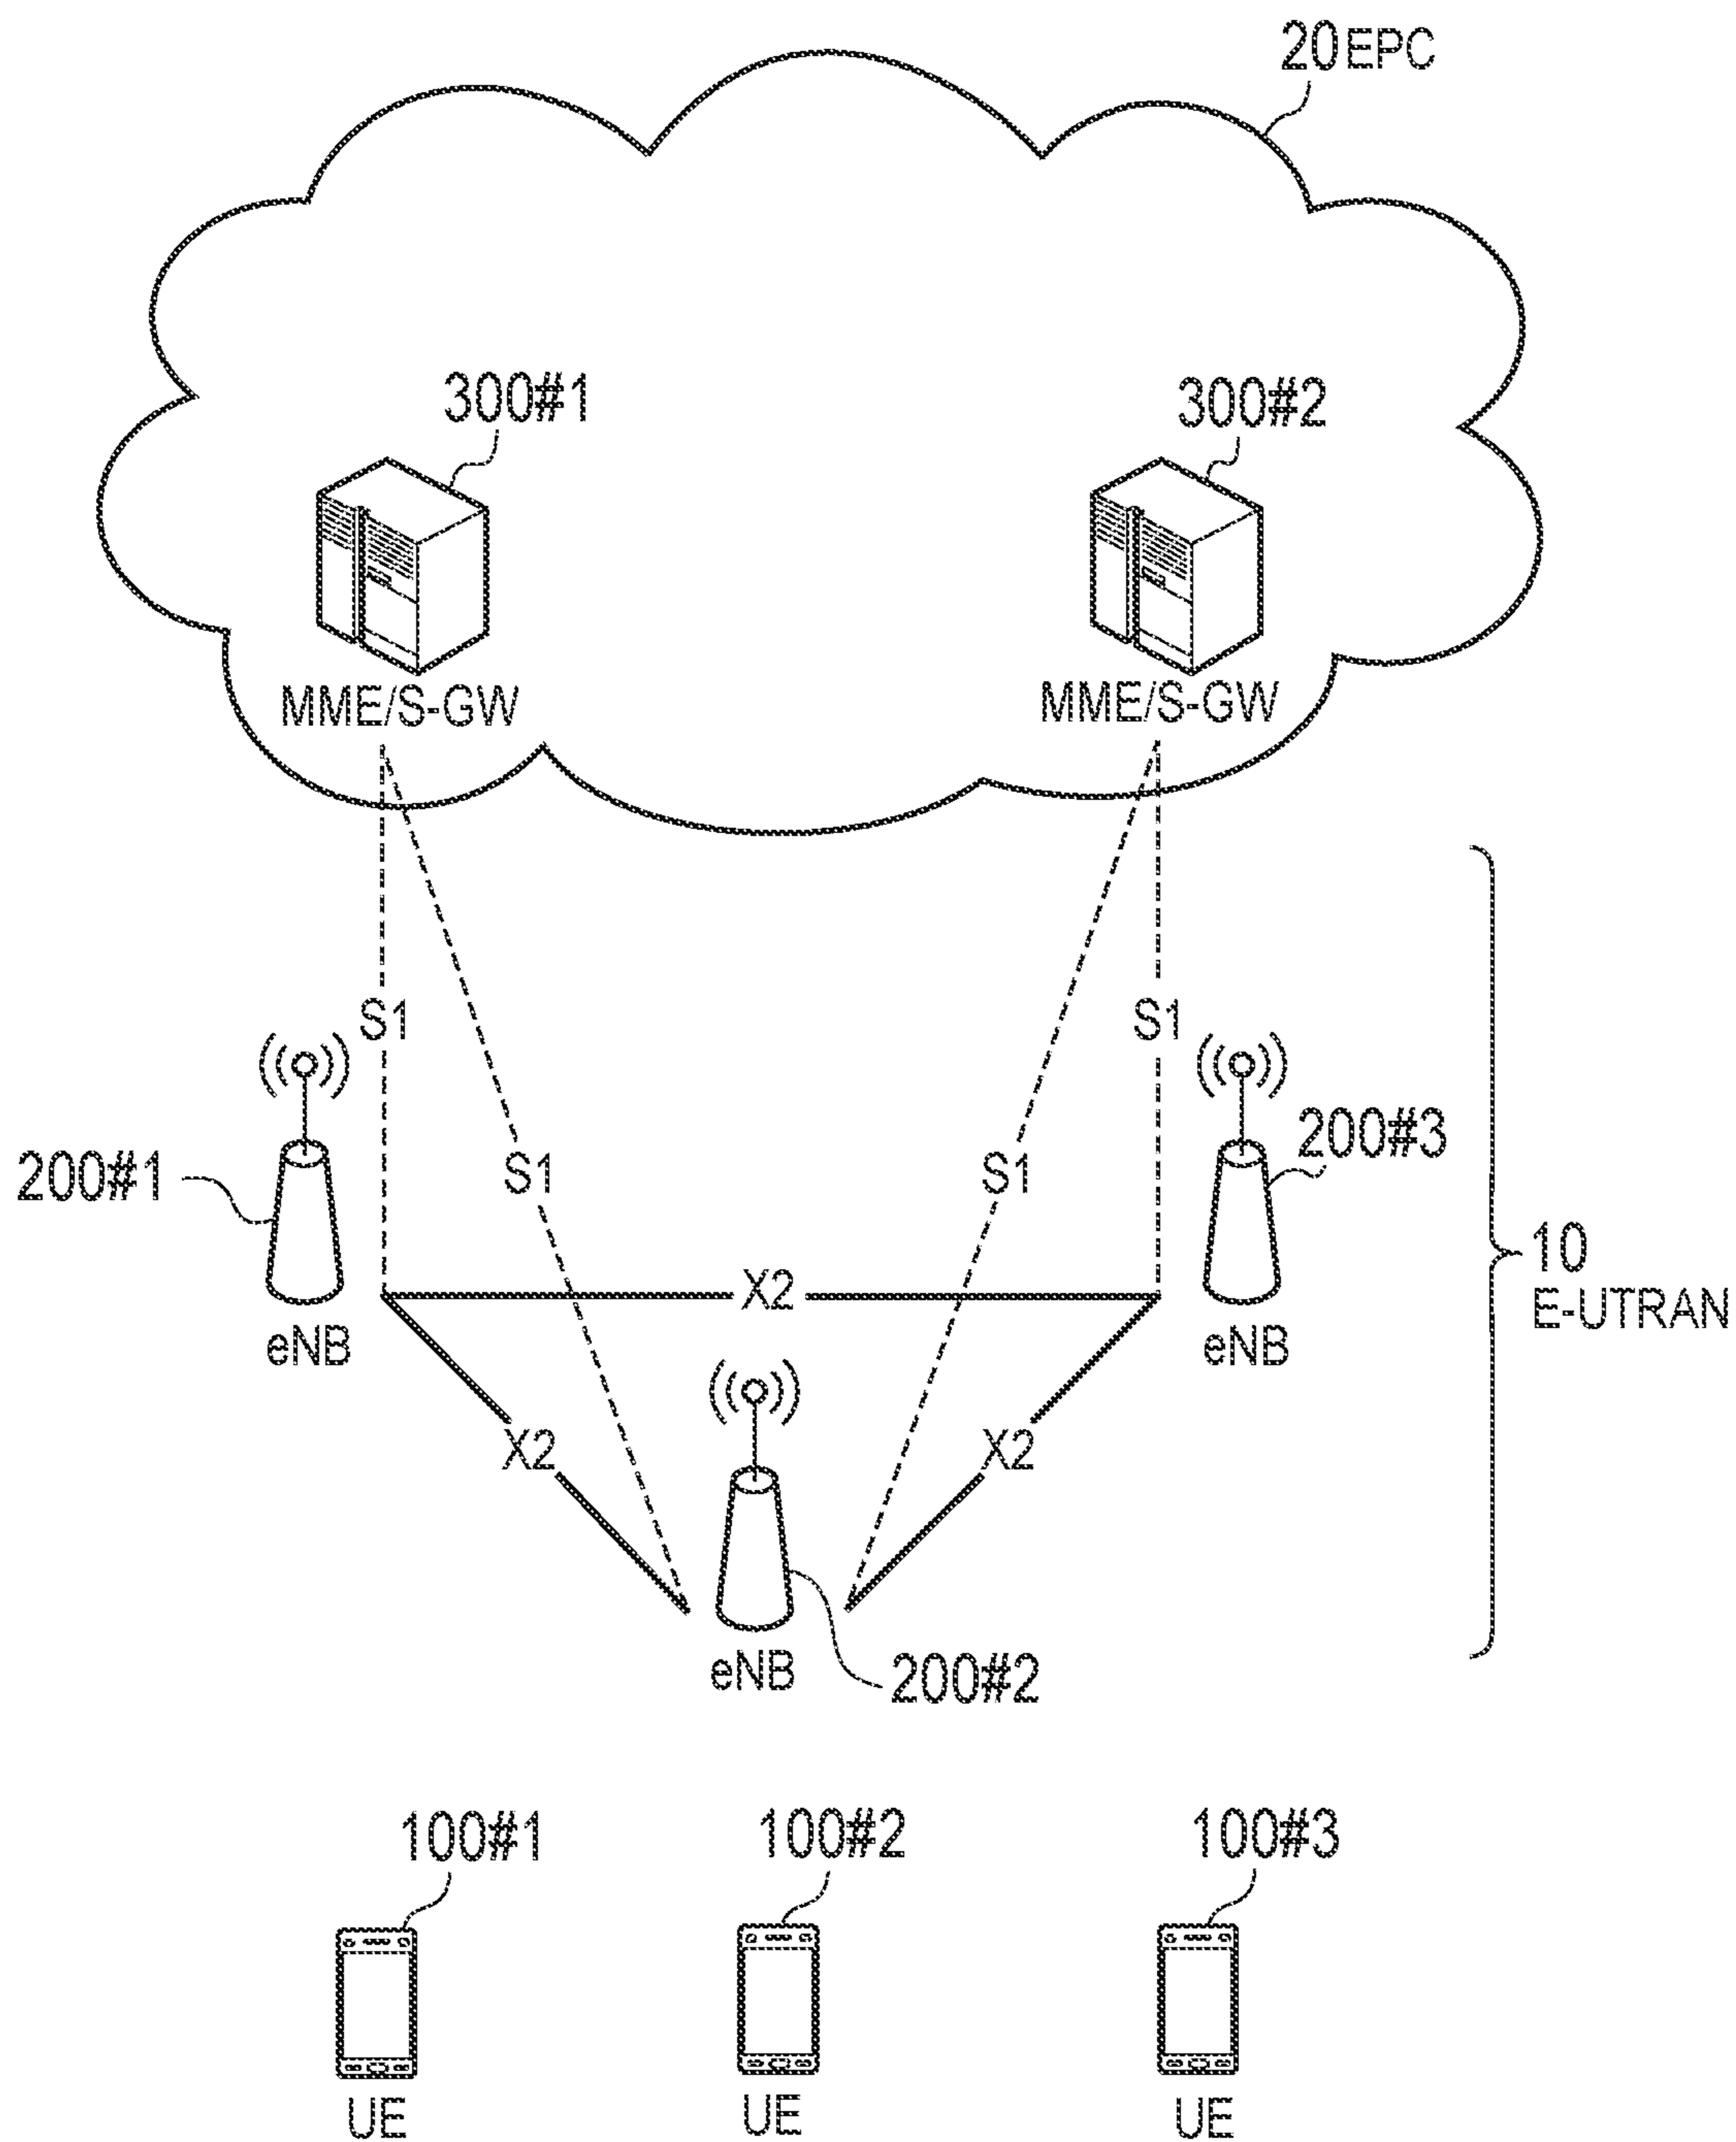 20 EPC
300#1
300#2
MME/S-GW
MME/S-GW
S1
S1
200#1
S1
S1
200#3
10
E-UTRAN
X2
eNB
eNB
X2
X2
eNB
200#2
100#1
100#2
100#3
UE
UE
UE